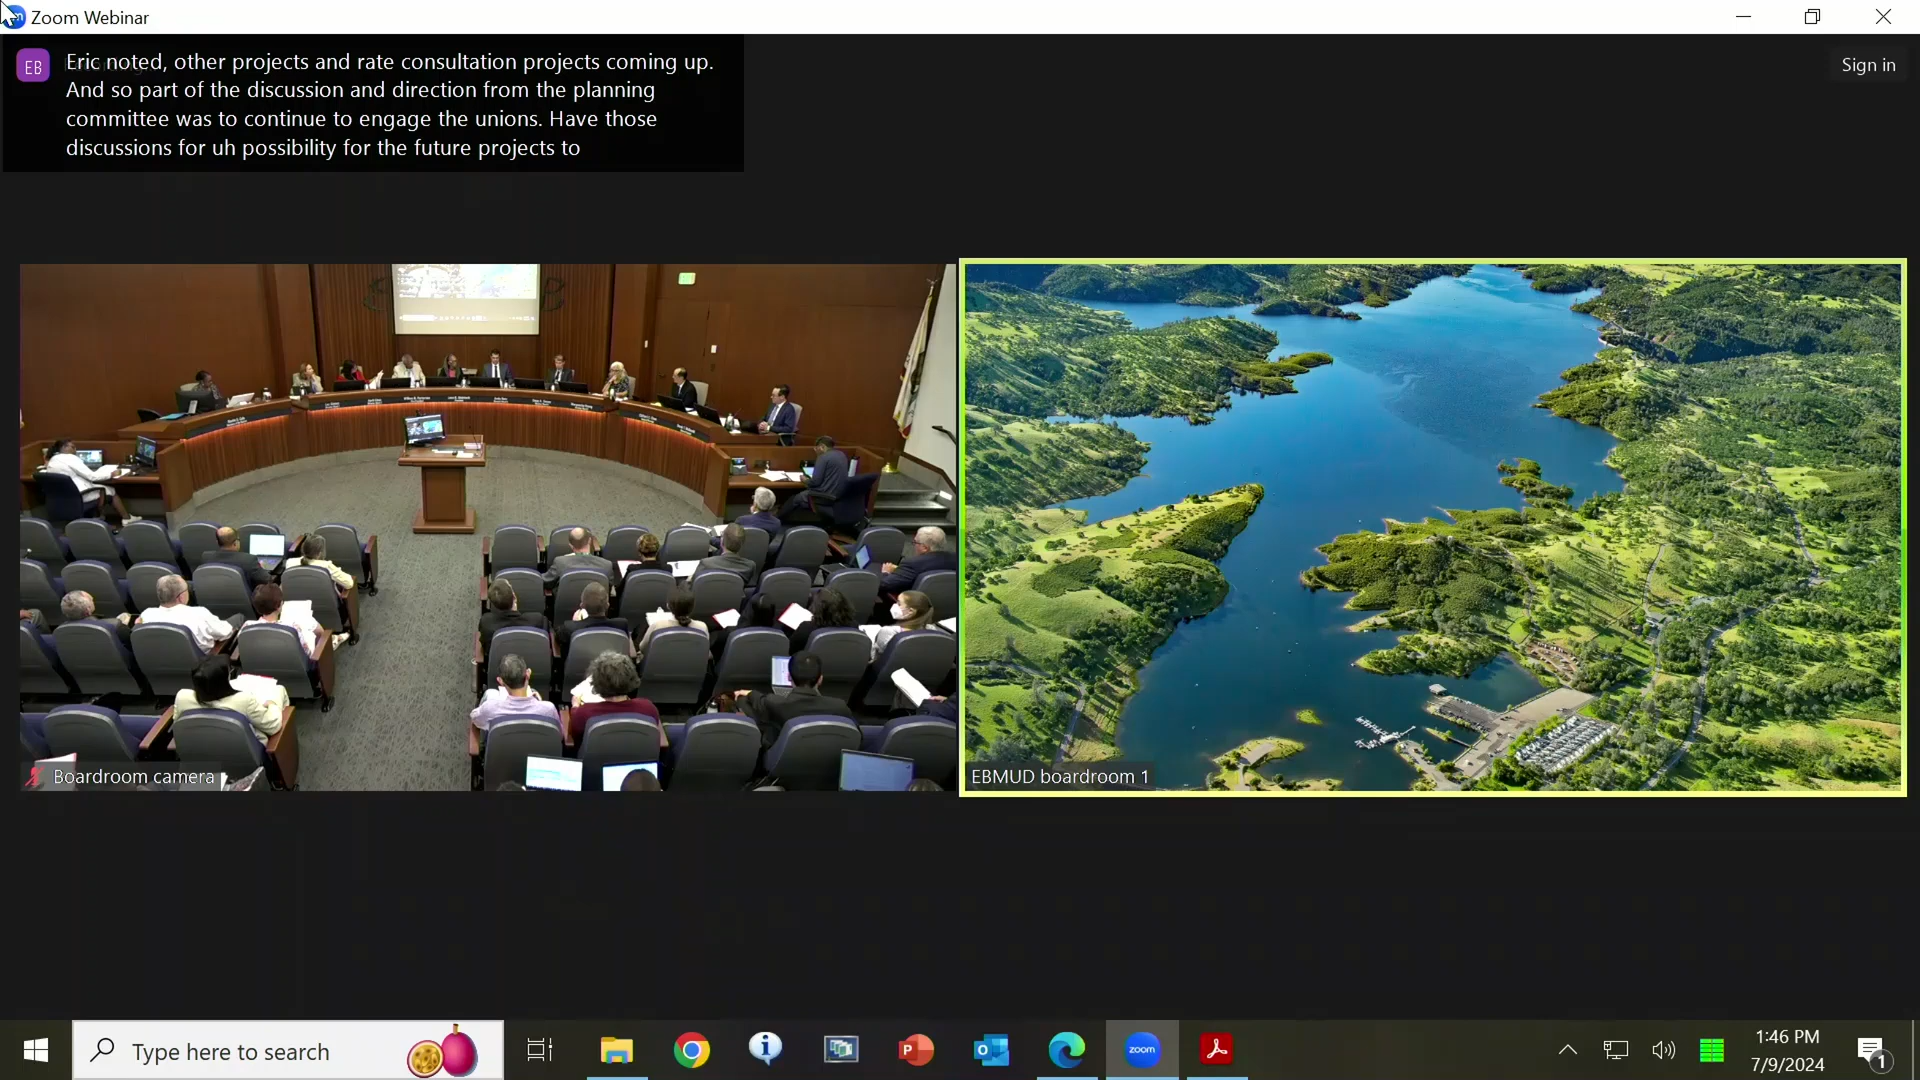 Zoom Webinar
EB
Eric noted, other projects and rate consultation projects coming up.
And so part of the discussion and direction from the planning
committee was to continue to engage the unions. Have those
discussions for uh possibility for the future projects to
Sign in
Boardroom camera
EBMUD boardroom 1
Type here to search
zoom
1:46 PM
7/9/2024
1